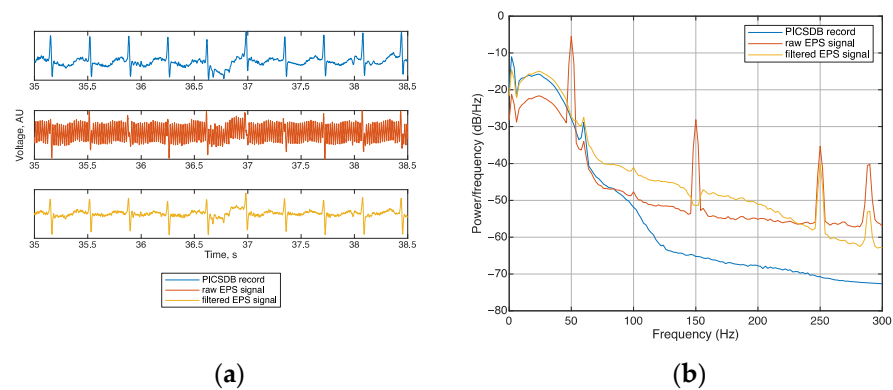 35 35.5 36 36.5 37 37.5 38 38.5
Voltage, AU
35 35.5 36 36.5 37 37.5 38 38.5
35 35.5 36 36.5 37 37.5 38 38.5
Time, s
PICSDB record
raw EPS signal
filtered EPS signal
(a)
0
-10
-20
-30
-40
-50
-60
-70
-80
Power/frequency (dB/Hz)
PICSDB record
raw EPS signal
filtered EPS signal
0 50 100 150 200 250 300
Frequency (Hz)
(b)